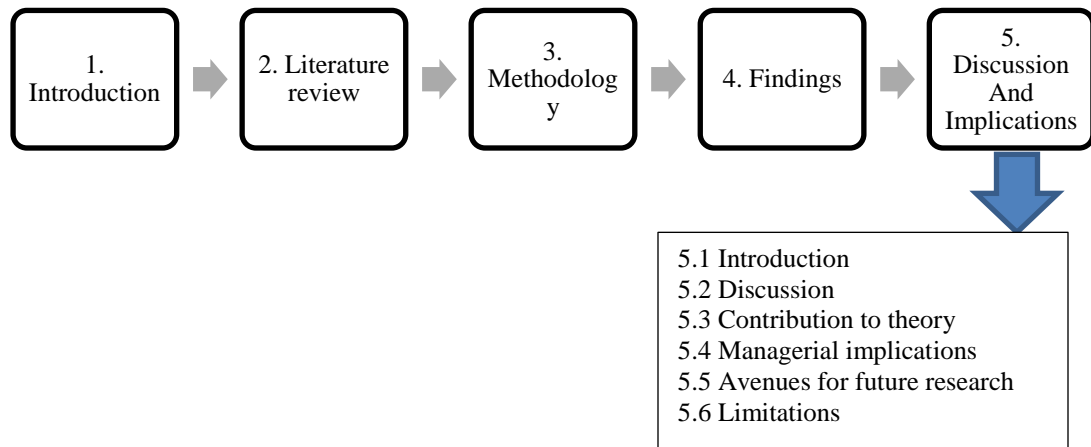 1.
Introduction
2. Literature
review
3.
Methodolog
y
4. Findings
5.
Discussion
And
Implications
5.1 Introduction
5.2 Discussion
5.3 Contribution to theory
5.4 Managerial implications
5.5 Avenues for future research
5.6 Limitations